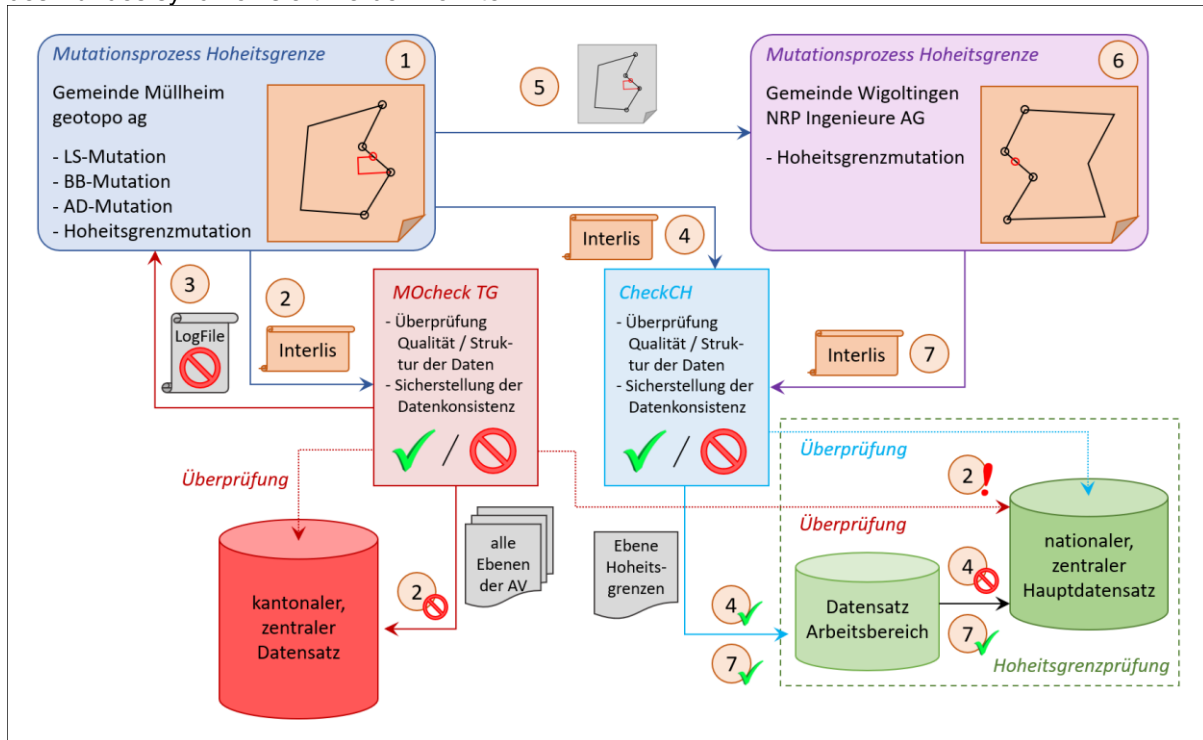 Mutationsprozess Hoheitsgrenze
1
Gemeinde Müllheim
geotopo ag
- LS-Mutation
- BB-Mutation
- AD-Mutation
- Hoheitsgrenzmutation
5
Mutationsprozess Hoheitsgrenze
6
Gemeinde Wigoltingen
NRP Ingenieure AG
- Hoheitsgrenzmutation
3
LogFile
2
Interlis
Interlis
4
MOcheck TG
- Überprüfung
Qualität / Struk-
tur der Daten
- Sicherstellung der
Datenkonsistenz
/
CheckCH
- Überprüfung
Qualität / Struk-
tur der Daten
- Sicherstellung der
Datenkonsistenz
/
Interlis
7
Überprüfung
Überprüfung
2
Überprüfung
kantonaler,
zentraler
Datensatz
2
alle
Ebenen
der AV
Ebene
Hoheits-
grenzen
4
7
Datensatz
Arbeitsbereich
4
7
nationaler,
zentraler
Hauptdatensatz
Hoheitsgrenzprüfung